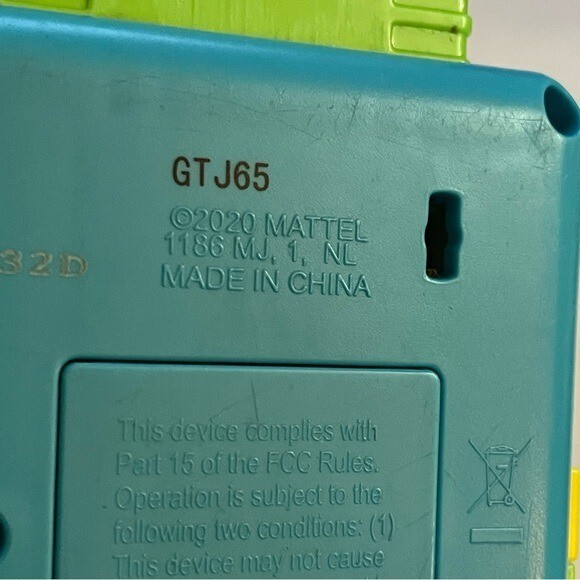 GTJ65
©2020 MATTEL
1186 MJ, 1, NL
32D
MADE IN CHINA
This device complies with
Part 15 of the FCC Rules.
Operation is subject to the
following two conditions: (1)
This device may not cause